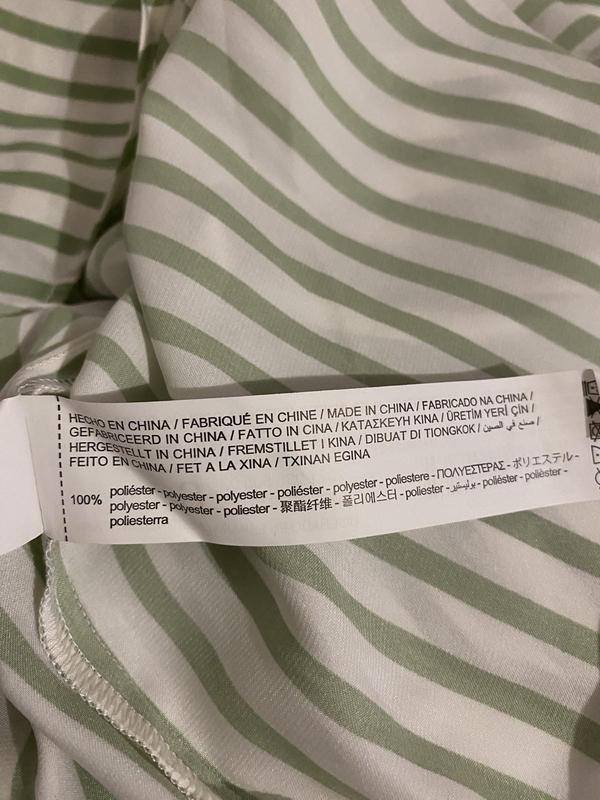 HECHO EN CHINA / FABRIQUÉ EN CHINE / MADE IN CHINA / FABRICADO NA CHINA /
GEFABRICEERD IN CHINA / FATTO IN CINA / ΚΑΤΑΣΚΕΥΗ ΚΙΝΑ / ÜRETİM YERİ ÇİN /
HERGESTELLT IN CHINA / FREMSTILLET I KINA / DIBUAT DI TIONGKOK / صنع في الصين /
FEITO EN CHINA / FET A LA XINA / TXINAN EGINA
100% poliéster - polyester - polyester - poliéster - polyester - poliestere - ΠΟΛΥΕΣΤΕΡΑΣ - ポリエステル -
polyester - polyester - polyester - 聚酯纤维 - 폴리에스터 - poliester - بوليستير - polièster - poliéster -
poliesterra